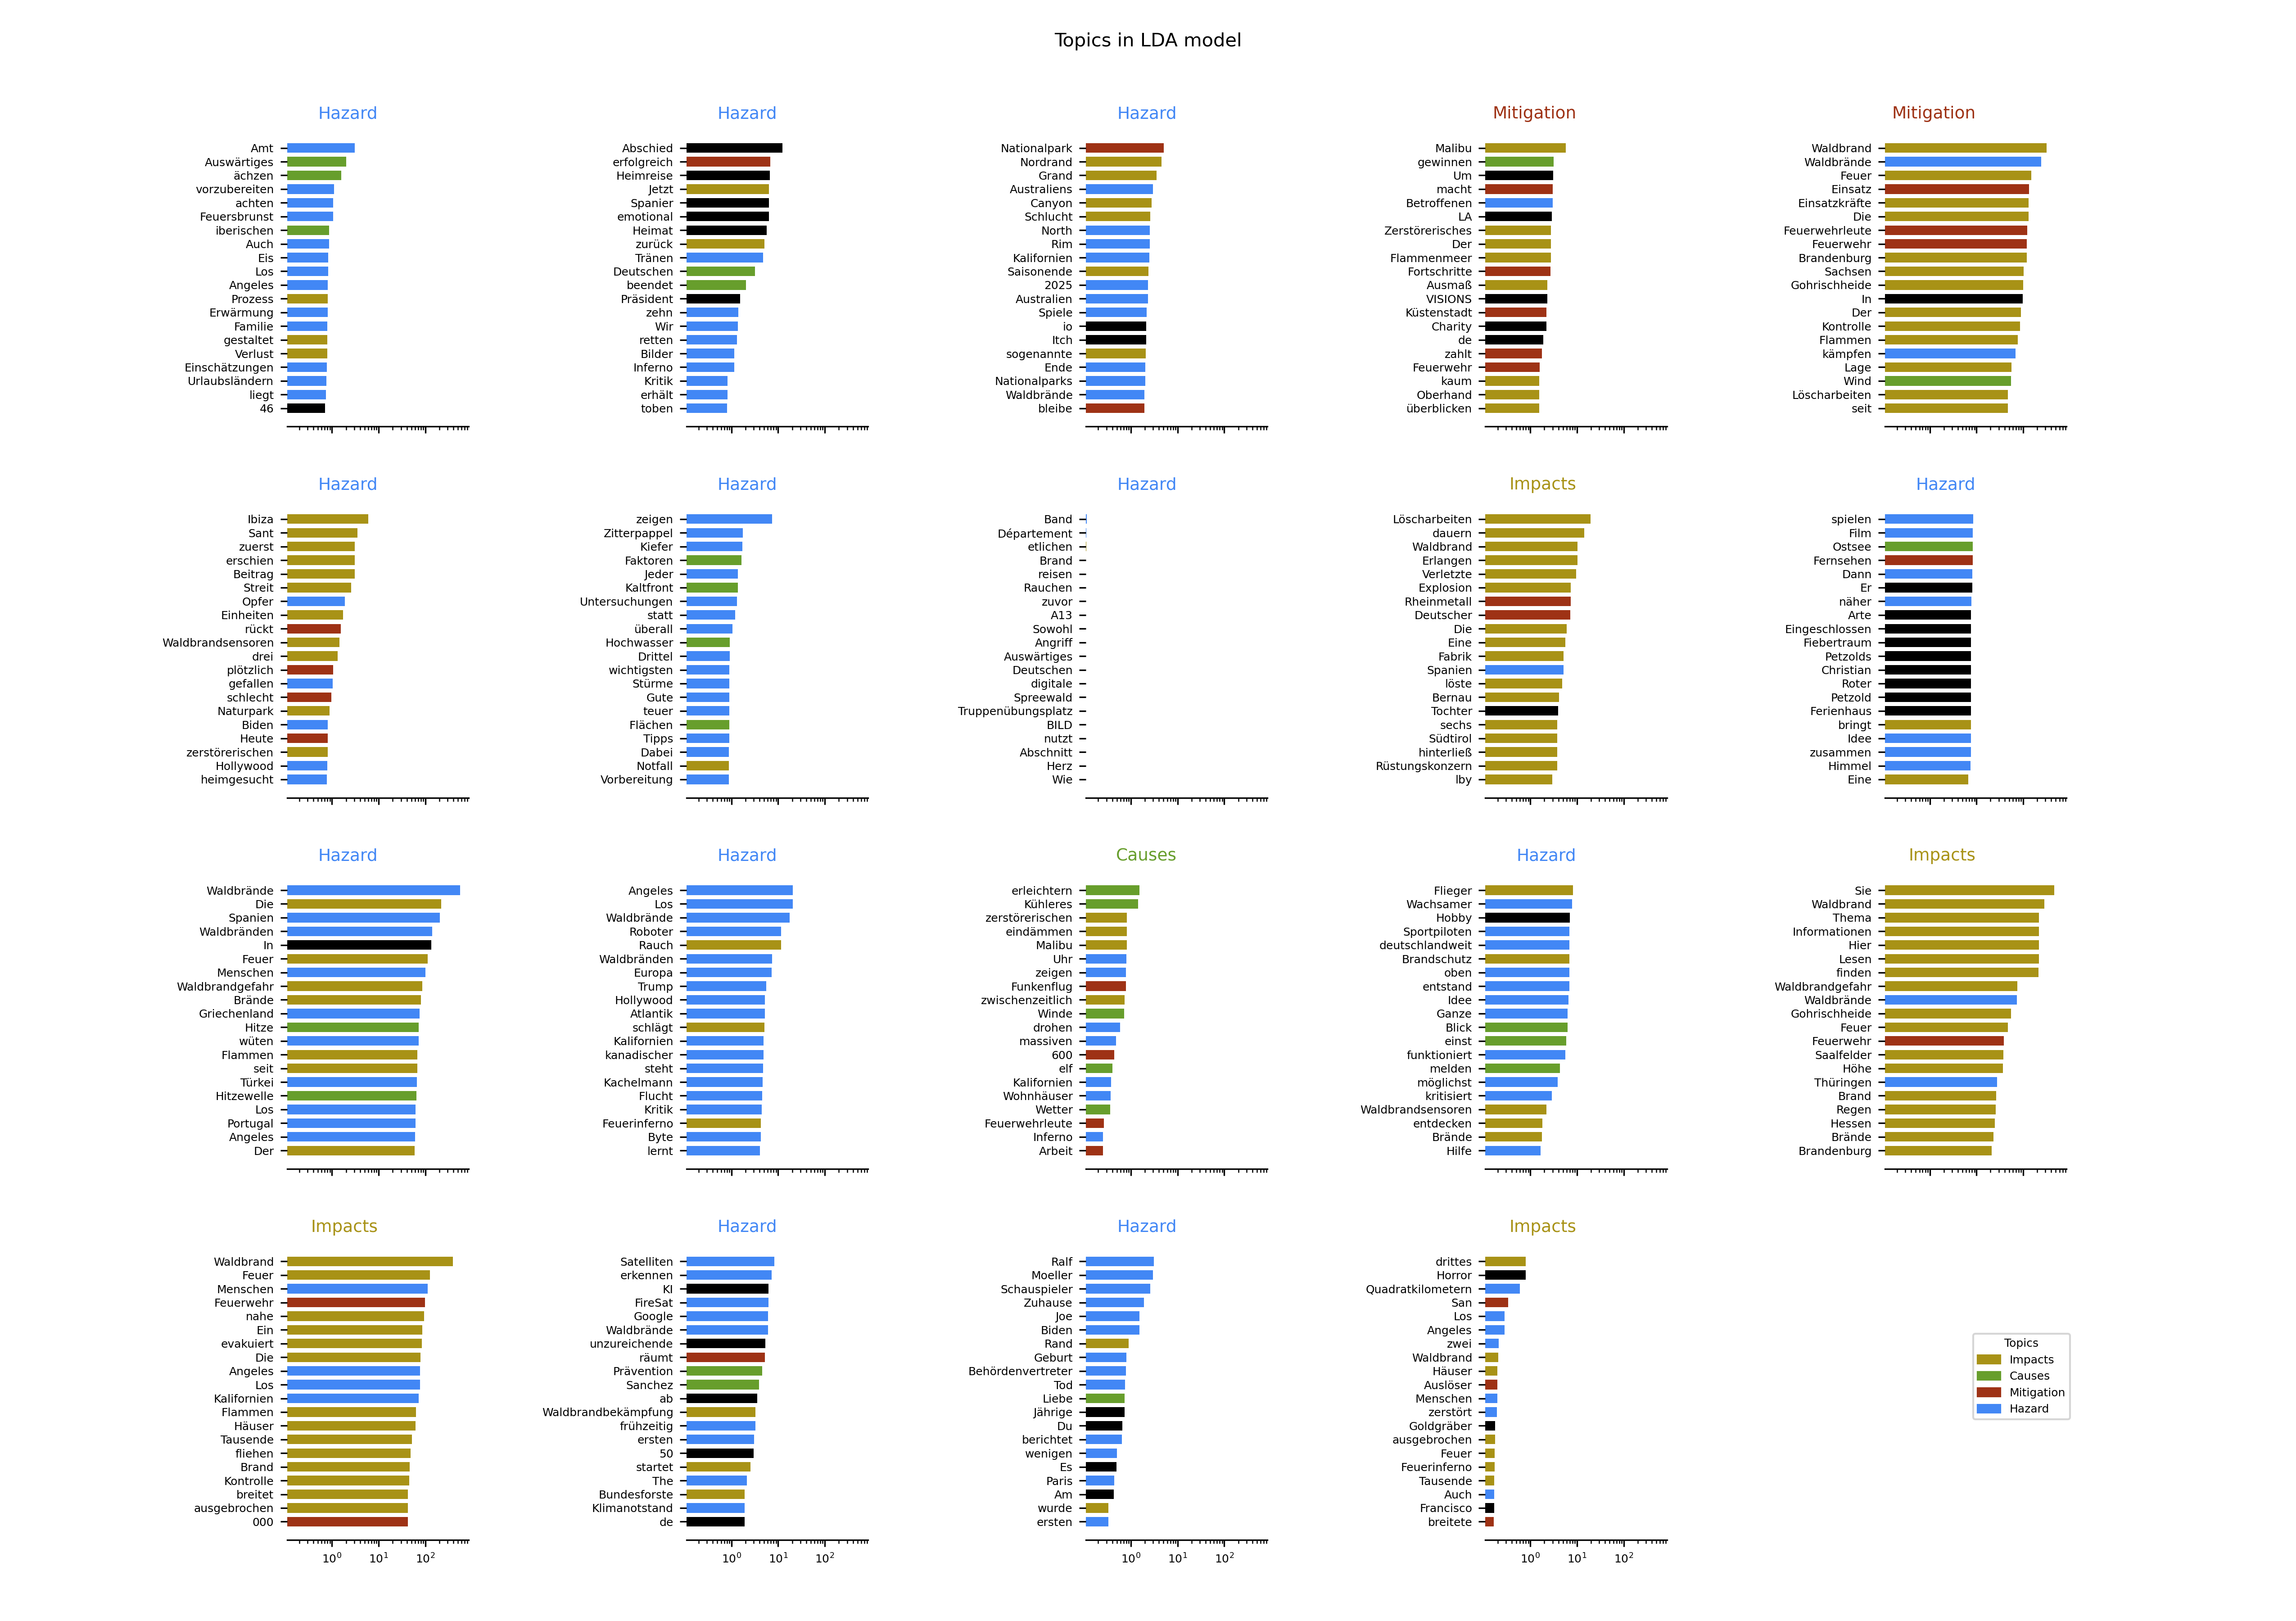 Topics in LDA model
Hazard
Amt
Auswärtiges
ächzen
vorzubereiten
achten
Feuersbrunst
iberischen
Auch
Eis
Los
Angeles
Prozess
Erwärmung
Familie
gestaltet
Verlust
Einschätzungen
Urlaubsländern
liegt
46
Hazard
Abschied
erfolgreich
Heimreise
Jetzt
Spanier
emotional
Heimat
zurück
Tränen
Deutschen
beendet
Präsident
zehn
Wir
retten
Bilder
Inferno
Kritik
erhält
toben
Hazard
Nationalpark
Nordrand
Grand
Australiens
Canyon
Schlucht
North
Rim
Kalifornien
Saisonende
2025
Australien
Spiele
io
Itch
sogenannte
Ende
Nationalparks
Waldbrände
bleibe
Mitigation
Malibu
gewinnen
Um
macht
Betroffenen
LA
Zerstörerisches
Der
Flammenmeer
Fortschritte
Ausmaß
VISIONS
Küstenstadt
Charity
de
zahlt
Feuerwehr
kaum
Oberhand
überblicken
Mitigation
Waldbrand
Waldbrände
Feuer
Einsatz
Einsatzkräfte
Die
Feuerwehrleute
Feuerwehr
Brandenburg
Sachsen
Gohrischheide
In
Der
Kontrolle
Flammen
kämpfen
Lage
Wind
Löscharbeiten
seit
Hazard
Ibiza
Sant
zuerst
erschien
Beitrag
Streit
Opfer
Einheiten
rückt
Waldbrandsensoren
drei
plötzlich
gefallen
schlecht
Naturpark
Biden
Heute
zerstörerischen
Hollywood
heimgesucht
Hazard
zeigen
Zitterpappel
Kiefer
Faktoren
Jeder
Kaltfront
Untersuchungen
statt
überall
Hochwasser
Drittel
wichtigsten
Stürme
Gute
teuer
Flächen
Tipps
Dabei
Notfall
Vorbereitung
Hazard
Band
Département
etlichen
Brand
reisen
Rauchen
zuvor
A13
Sowohl
Angriff
Auswärtiges
Deutschen
digitale
Spreewald
Truppenübungsplatz
BILD
nutzt
Abschnitt
Herz
Wie
Impacts
Löscharbeiten
dauern
Waldbrand
Erlangen
Verletzte
Explosion
Rheinmetall
Deutscher
Die
Eine
Fabrik
Spanien
löste
Bernau
Tochter
sechs
Südtirol
hinterließ
Rüstungskonzern
Iby
Hazard
spielen
Film
Ostsee
Fernsehen
Dann
Er
näher
Arte
Eingeschlossen
Fiebertraum
Petzolds
Christian
Roter
Petzold
Ferienhaus
bringt
Idee
zusammen
Himmel
Eine
Hazard
Waldbrände
Die
Spanien
Waldbränden
In
Feuer
Menschen
Waldbrandgefahr
Brände
Griechenland
Hitze
wüten
Flammen
seit
Türkei
Hitzewelle
Los
Portugal
Angeles
Der
Hazard
Angeles
Los
Waldbrände
Roboter
Rauch
Waldbränden
Europa
Trump
Hollywood
Atlantik
schlägt
Kalifornien
kanadischer
steht
Kachelmann
Flucht
Kritik
Feuerinferno
Byte
lernt
Causes
erleichtern
Kühleres
zerstörerischen
eindämmen
Malibu
Uhr
zeigen
Funkenflug
zwischenzeitlich
Winde
drohen
massiven
600
elf
Kalifornien
Wohnhäuser
Wetter
Feuerwehrleute
Inferno
Arbeit
Hazard
Flieger
Wachsamer
Hobby
Sportpiloten
deutschlandweit
Brandschutz
oben
entstand
Idee
Ganze
Blick
einst
funktioniert
melden
möglichst
kritisiert
Waldbrandsensoren
entdecken
Brände
Hilfe
Impacts
Sie
Waldbrand
Thema
Informationen
Hier
Lesen
finden
Waldbrandgefahr
Waldbrände
Gohrischheide
Feuer
Feuerwehr
Saalfelder
Höhe
Thüringen
Brand
Regen
Hessen
Brände
Brandenburg
Impacts
Waldbrand
Feuer
Menschen
Feuerwehr
nahe
Ein
evakuiert
Die
Angeles
Los
Kalifornien
Flammen
Häuser
Tausende
fliehen
Brand
Kontrolle
breitet
ausgebrochen
000
10⁰ 10¹ 10²
Hazard
Satelliten
erkennen
KI
FireSat
Google
Waldbrände
unzureichende
räumt
Prävention
Sanchez
ab
Waldbrandbekämpfung
frühzeitig
ersten
50
startet
The
Bundesforste
Klimanotstand
de
10⁰ 10¹ 10²
Hazard
Ralf
Moeller
Schauspieler
Zuhause
Joe
Biden
Rand
Geburt
Behördenvertreter
Tod
Liebe
Jährige
Du
berichtet
wenigen
Es
Paris
Am
wurde
ersten
10⁰ 10¹ 10²
Impacts
drittes
Horror
Quadratkilometern
San
Los
Angeles
zwei
Waldbrand
Häuser
Auslöser
Menschen
zerstört
Goldgräber
ausgebrochen
Feuer
Feuerinferno
Tausende
Auch
Francisco
breitete
10⁰ 10¹ 10²
Topics
Impacts
Causes
Mitigation
Hazard